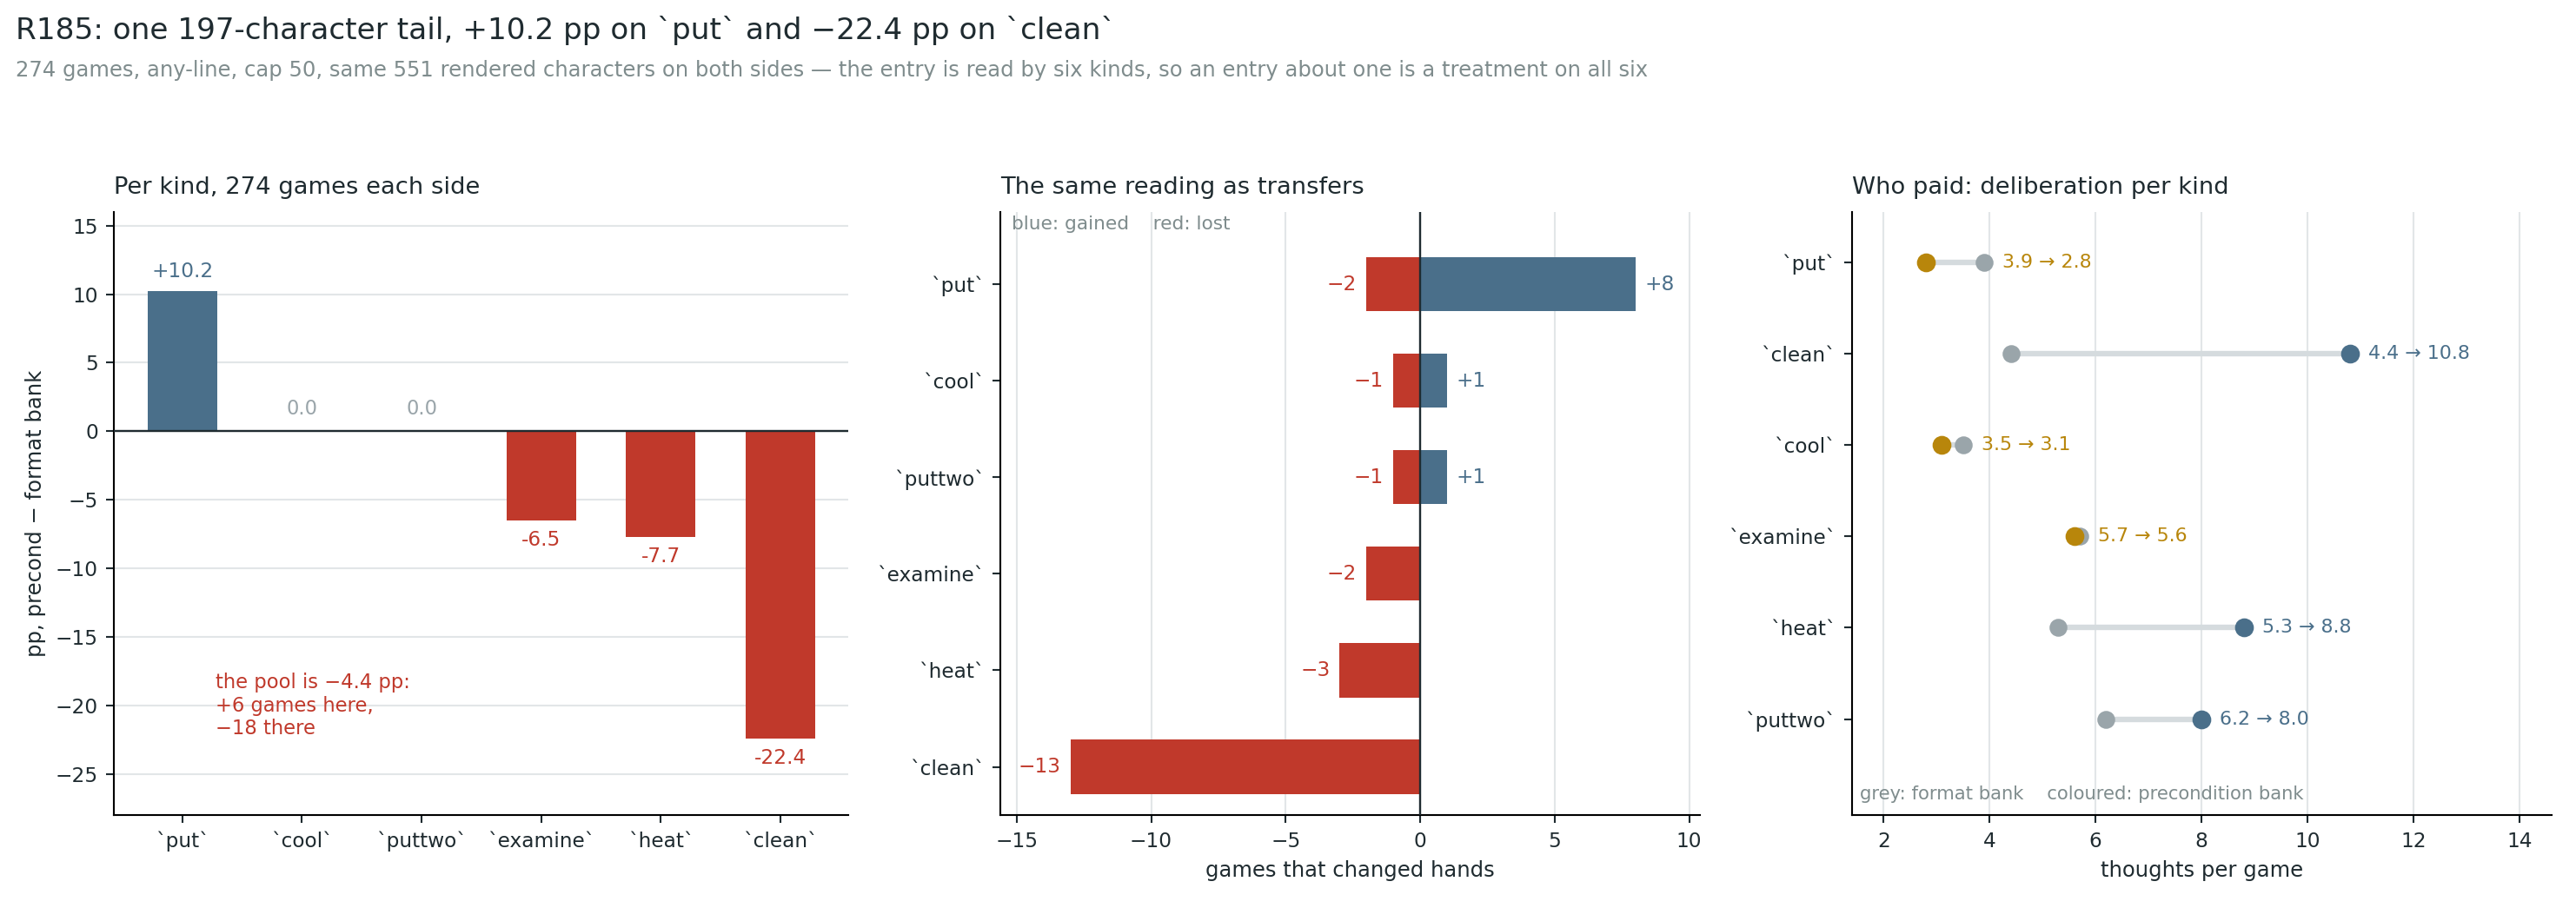 R185: one 197-character tail, +10.2 pp on `put` and −22.4 pp on `clean`
274 games, any-line, cap 50, same 551 rendered characters on both sides — the entry is read by six kinds, so an entry about one is a treatment on all six
Per kind, 274 games each side
pp, precond − format bank
15
10
5
0
−5
−10
−15
−20
−25
+10.2
0.0
0.0
-6.5
-7.7
-22.4
the pool is −4.4 pp:
+6 games here,
−18 there
`put`
`cool`
`puttwo`
`examine`
`heat`
`clean`
The same reading as transfers
blue: gained    red: lost
`put`
−2
+8
`cool`
−1
+1
`puttwo`
−1
+1
`examine`
−2
`heat`
−3
`clean`
−13
−15
−10
−5
0
5
10
games that changed hands
Who paid: deliberation per kind
`put`
3.9 → 2.8
`clean`
4.4 → 10.8
`cool`
3.5 → 3.1
`examine`
5.7 → 5.6
`heat`
5.3 → 8.8
`puttwo`
6.2 → 8.0
grey: format bank    coloured: precondition bank
2
4
6
8
10
12
14
thoughts per game